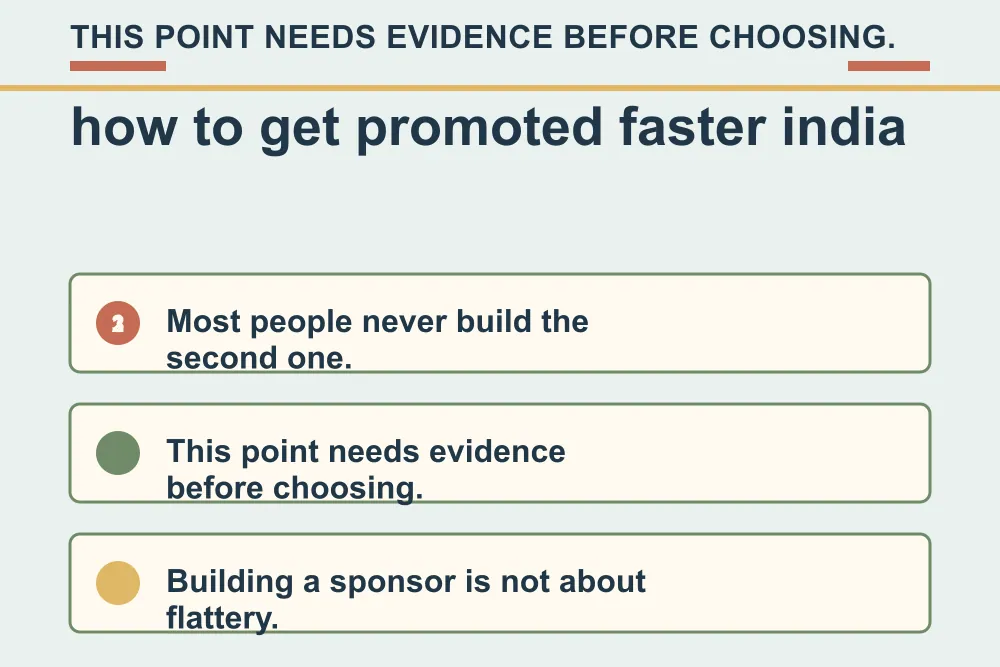 THIS POINT NEEDS EVIDENCE BEFORE CHOOSING.
how to get promoted faster india
Most people never build the
second one.
This point needs evidence
before choosing.
Building a sponsor is not about
flattery.